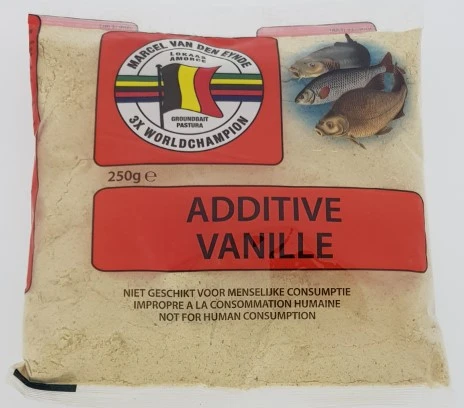 MARCEL VAN DEN EYNDE
LOKAAS
AMORCE
GROUNDBAIT
PASTURA
3X WORLDCHAMPION
250g e
ADDITIVE
VANILLE
NIET GESCHIKT VOOR MENSELIJKE CONSUMPTIE
IMPROPRE A LA CONSOMMATION HUMAINE
NOT FOR HUMAN CONSUMPTION